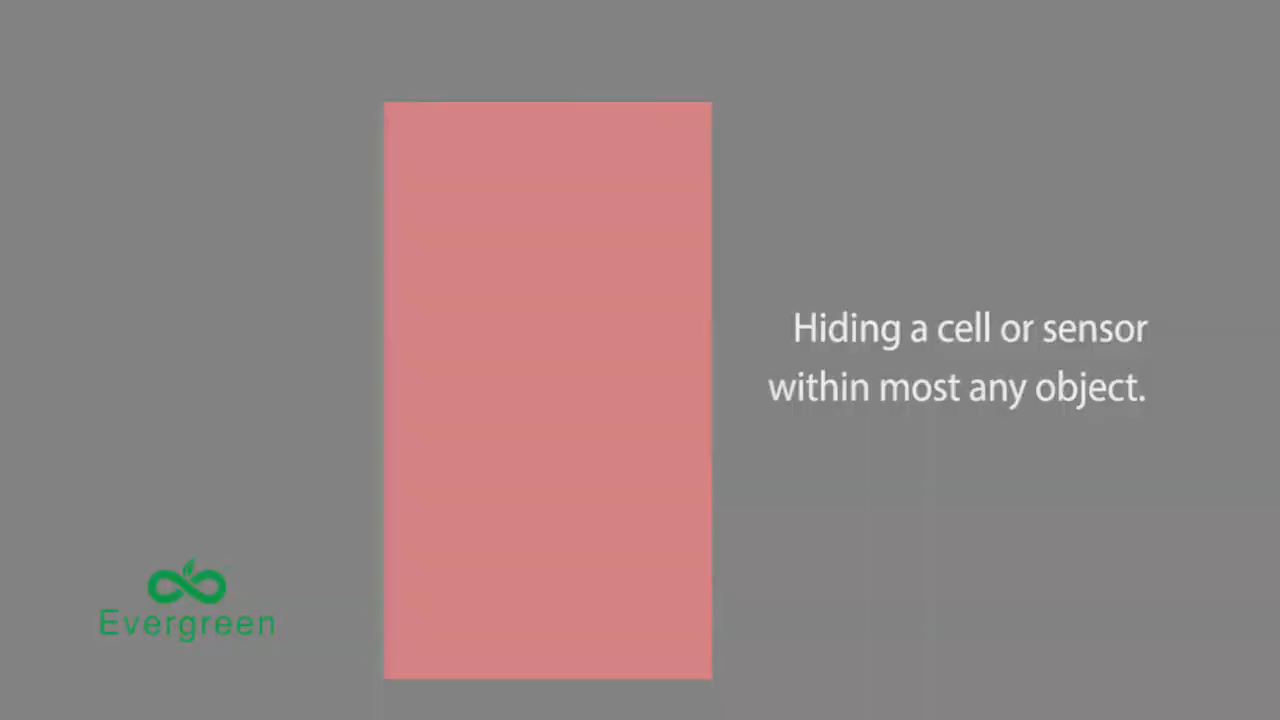 Hiding a cell or sensor
within most any object.
Evergreen